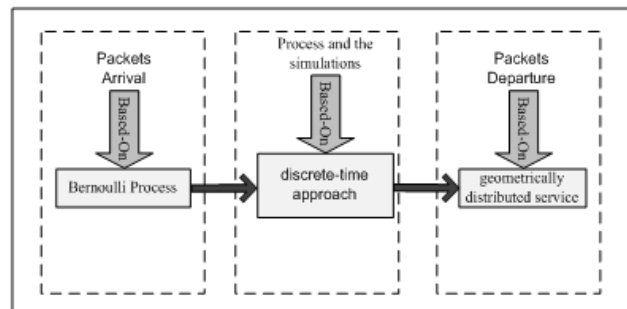 Packets
Arrival
Based-On
Bernoulli Process
Process and the
simulations
Based-On
discrete-time
approach
Packets
Departure
Based-On
geometrically
distributed service